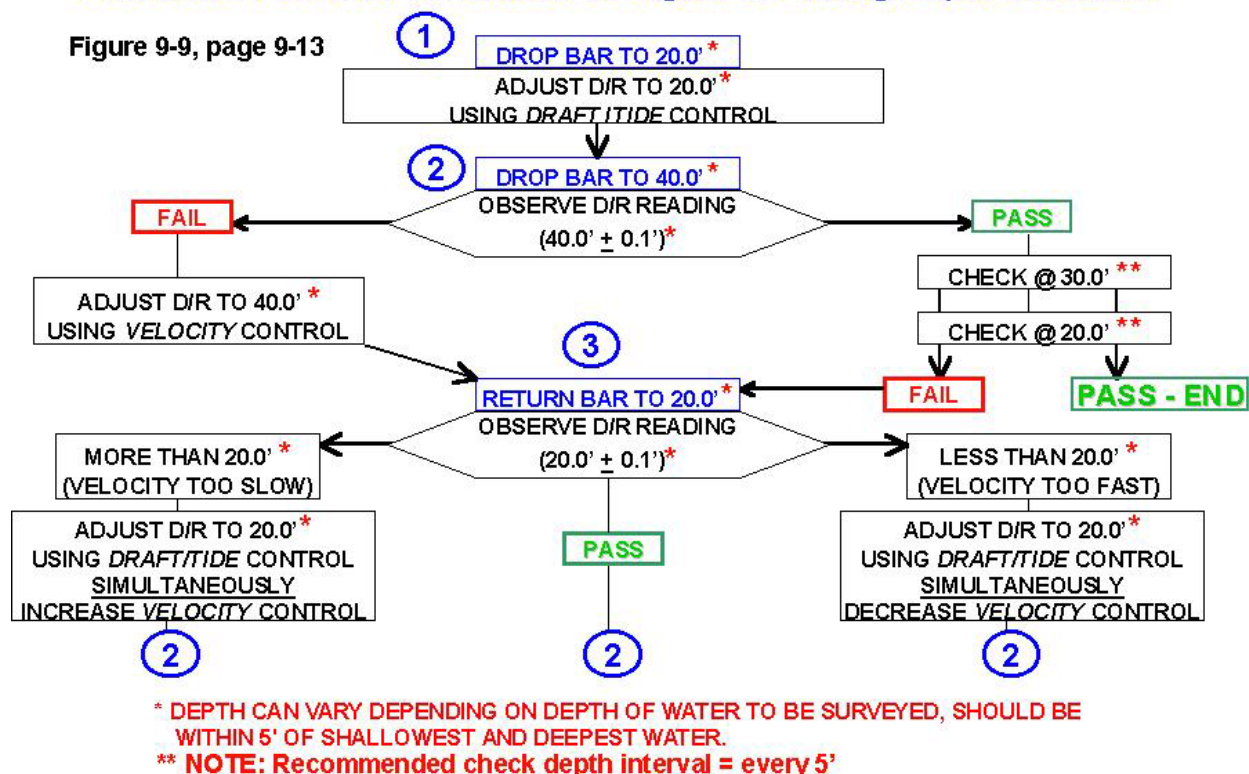 Figure 9-9, page 9-13
1
DROP BAR TO 20.0' *
ADJUST D/R TO 20.0' *
USING DRAFT/TIDE CONTROL
2
DROP BAR TO 40.0' *
OBSERVE D/R READING
(40.0' ± 0.1')*
FAIL
PASS
ADJUST D/R TO 40.0' *
USING VELOCITY CONTROL
CHECK @ 30.0' **
CHECK @ 20.0' **
FAIL
PASS - END
3
RETURN BAR TO 20.0' *
OBSERVE D/R READING
(20.0' ± 0.1')*
MORE THAN 20.0' *
(VELOCITY TOO SLOW)
LESS THAN 20.0' *
(VELOCITY TOO FAST)
ADJUST D/R TO 20.0' *
USING DRAFT/TIDE CONTROL
SIMULTANEOUSLY
INCREASE VELOCITY CONTROL
PASS
ADJUST D/R TO 20.0' *
USING DRAFT/TIDE CONTROL
SIMULTANEOUSLY
DECREASE VELOCITY CONTROL
2
2
2
* DEPTH CAN VARY DEPENDING ON DEPTH OF WATER TO BE SURVEYED, SHOULD BE
WITHIN 5' OF SHALLOWEST AND DEEPEST WATER.
** NOTE: Recommended check depth interval = every 5'